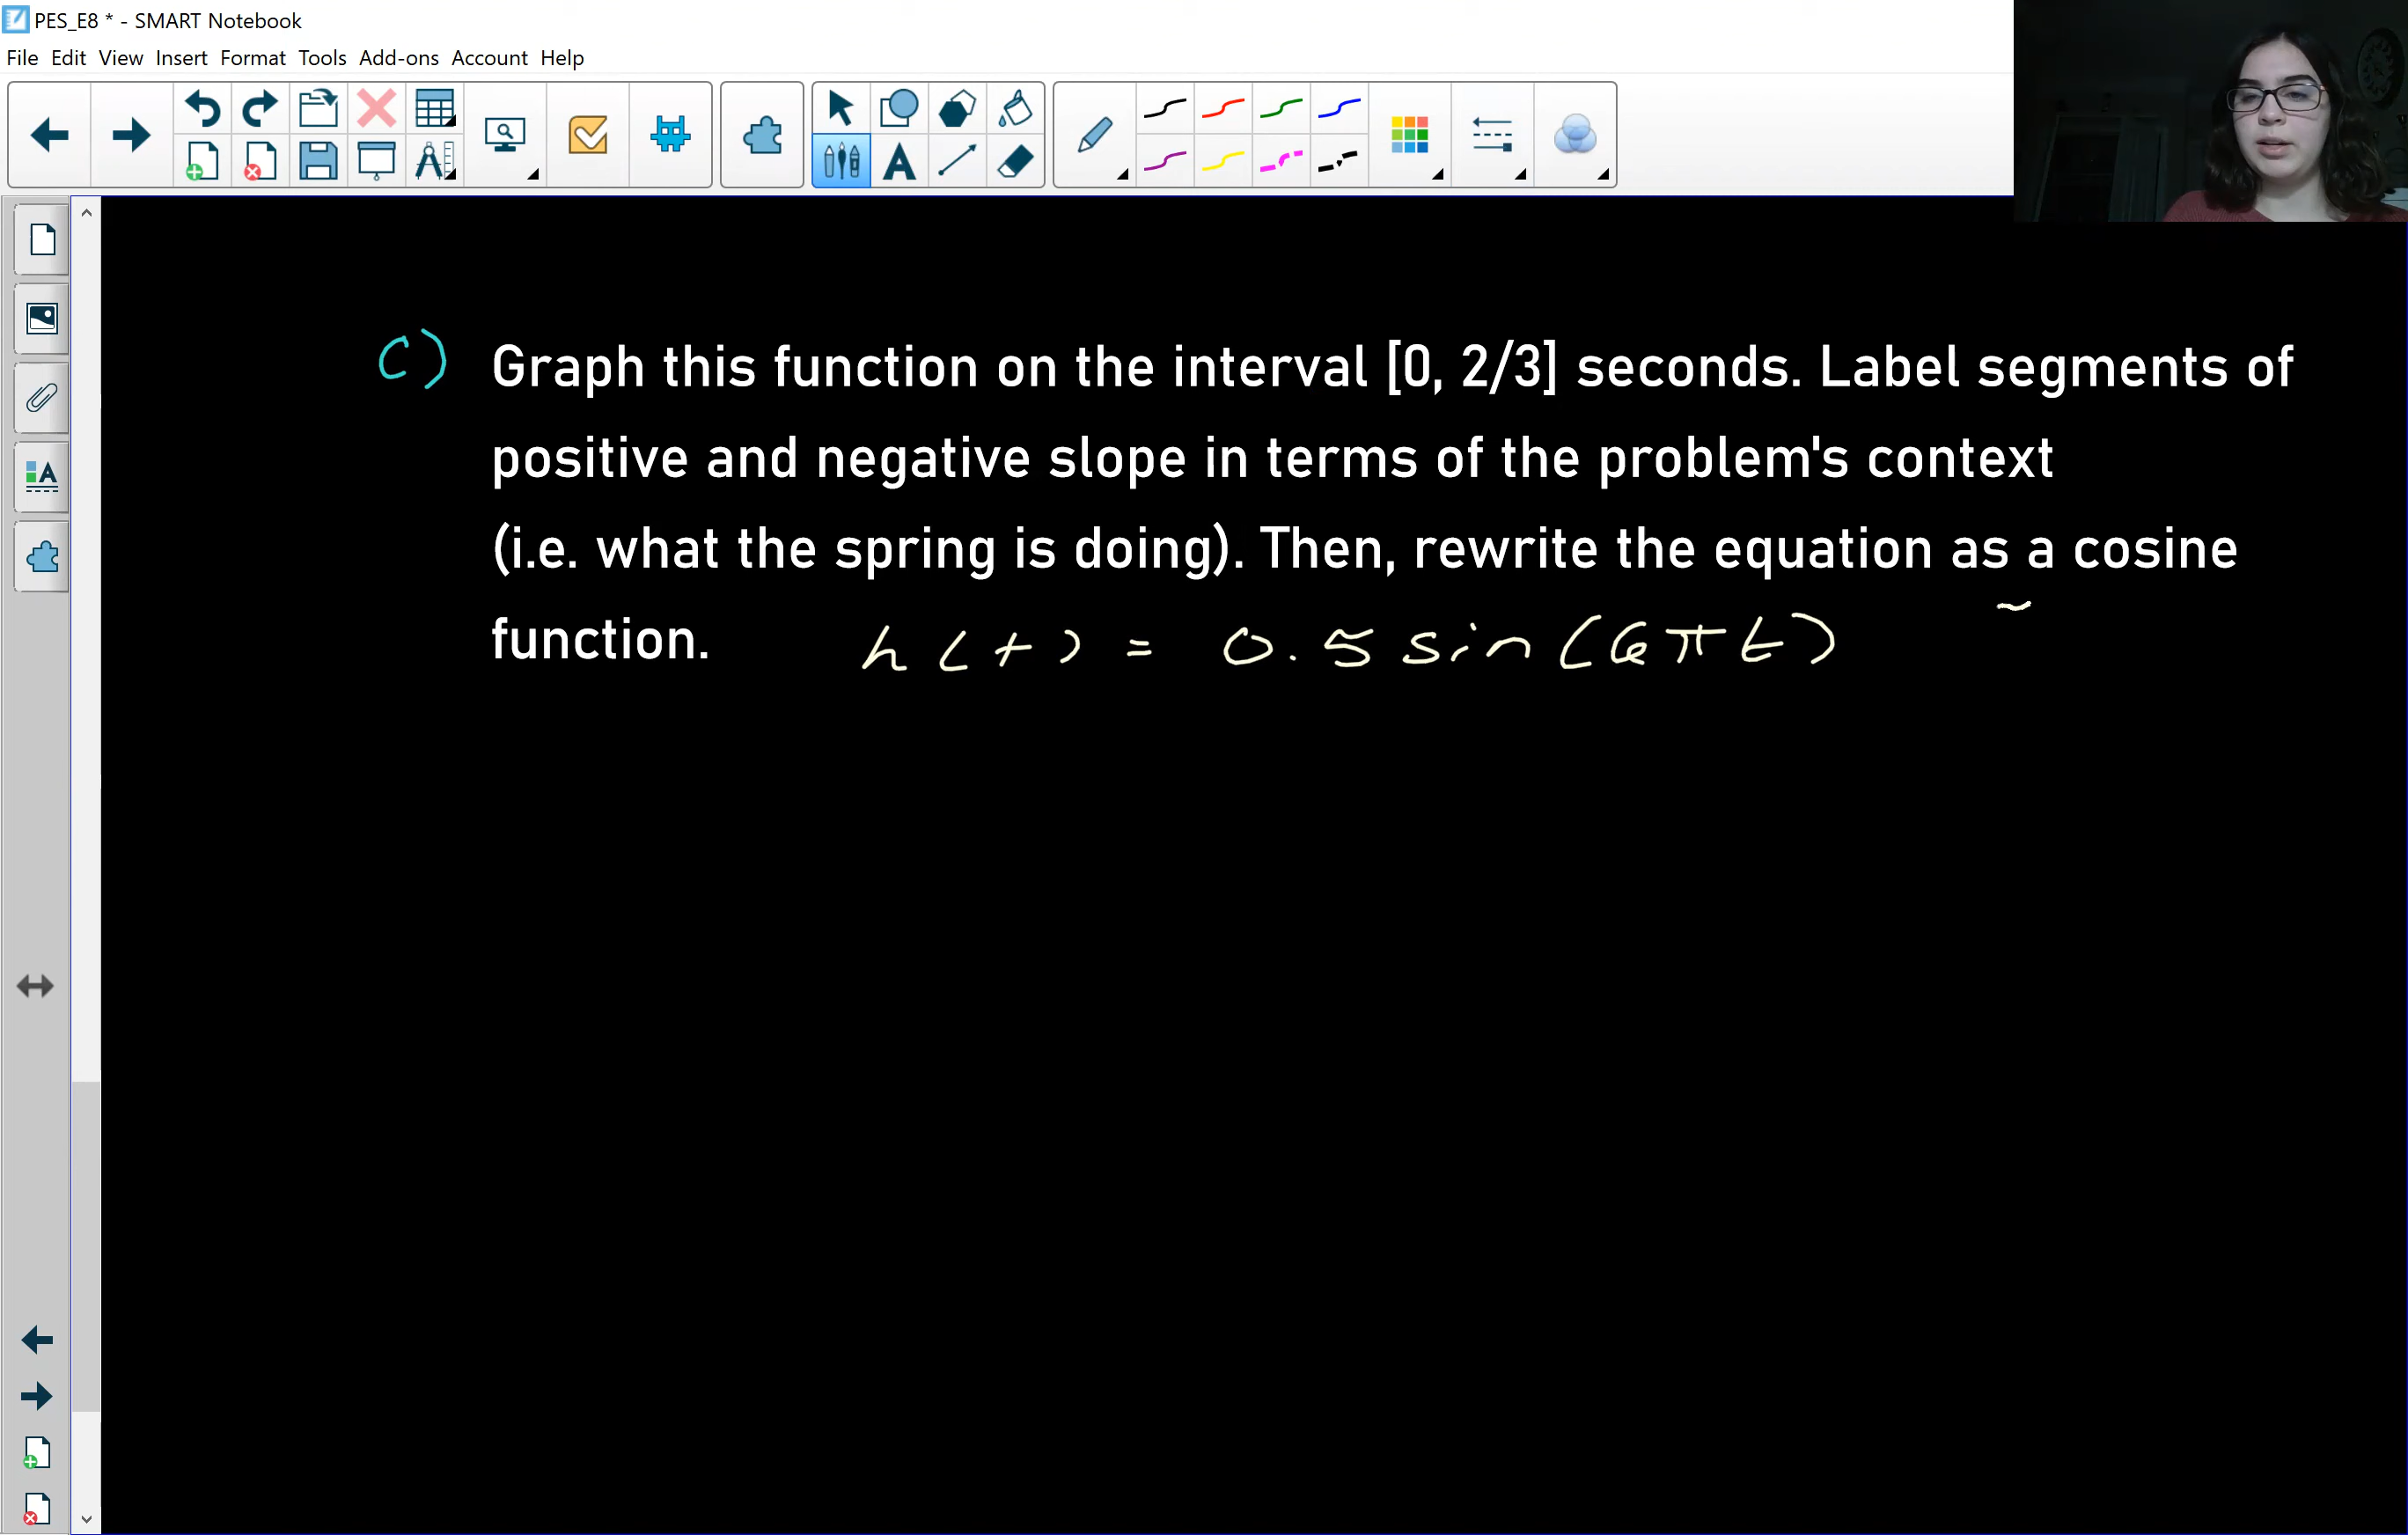 PES_E8 * - SMART Notebook
File Edit View Insert Format Tools Add-ons Account Help
c) Graph this function on the interval [0, 2/3] seconds. Label segments of
positive and negative slope in terms of the problem's context
(i.e. what the spring is doing). Then, rewrite the equation as a cosine
function. h(t) = 0.5 sin(6πt)